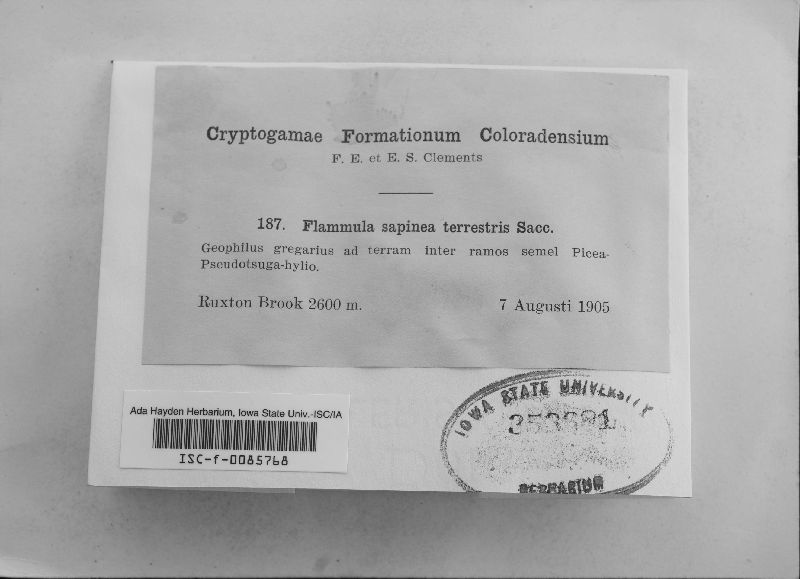 Cryptogamae Formationum Coloradensium
F. E. et E. S. Clements
187. Flammula sapinea terrestris Sacc.
Geophilus gregarius ad terram inter ramos semel Picea-
Pseudotsuga-hylio.
Ruxton Brook 2600 m.
7 Augusti 1905
Ada Hayden Herbarium, Iowa State Univ.-ISC/IA
ISC-f-0085768
IOWA STATE UNIVERSITY
HERBARIUM